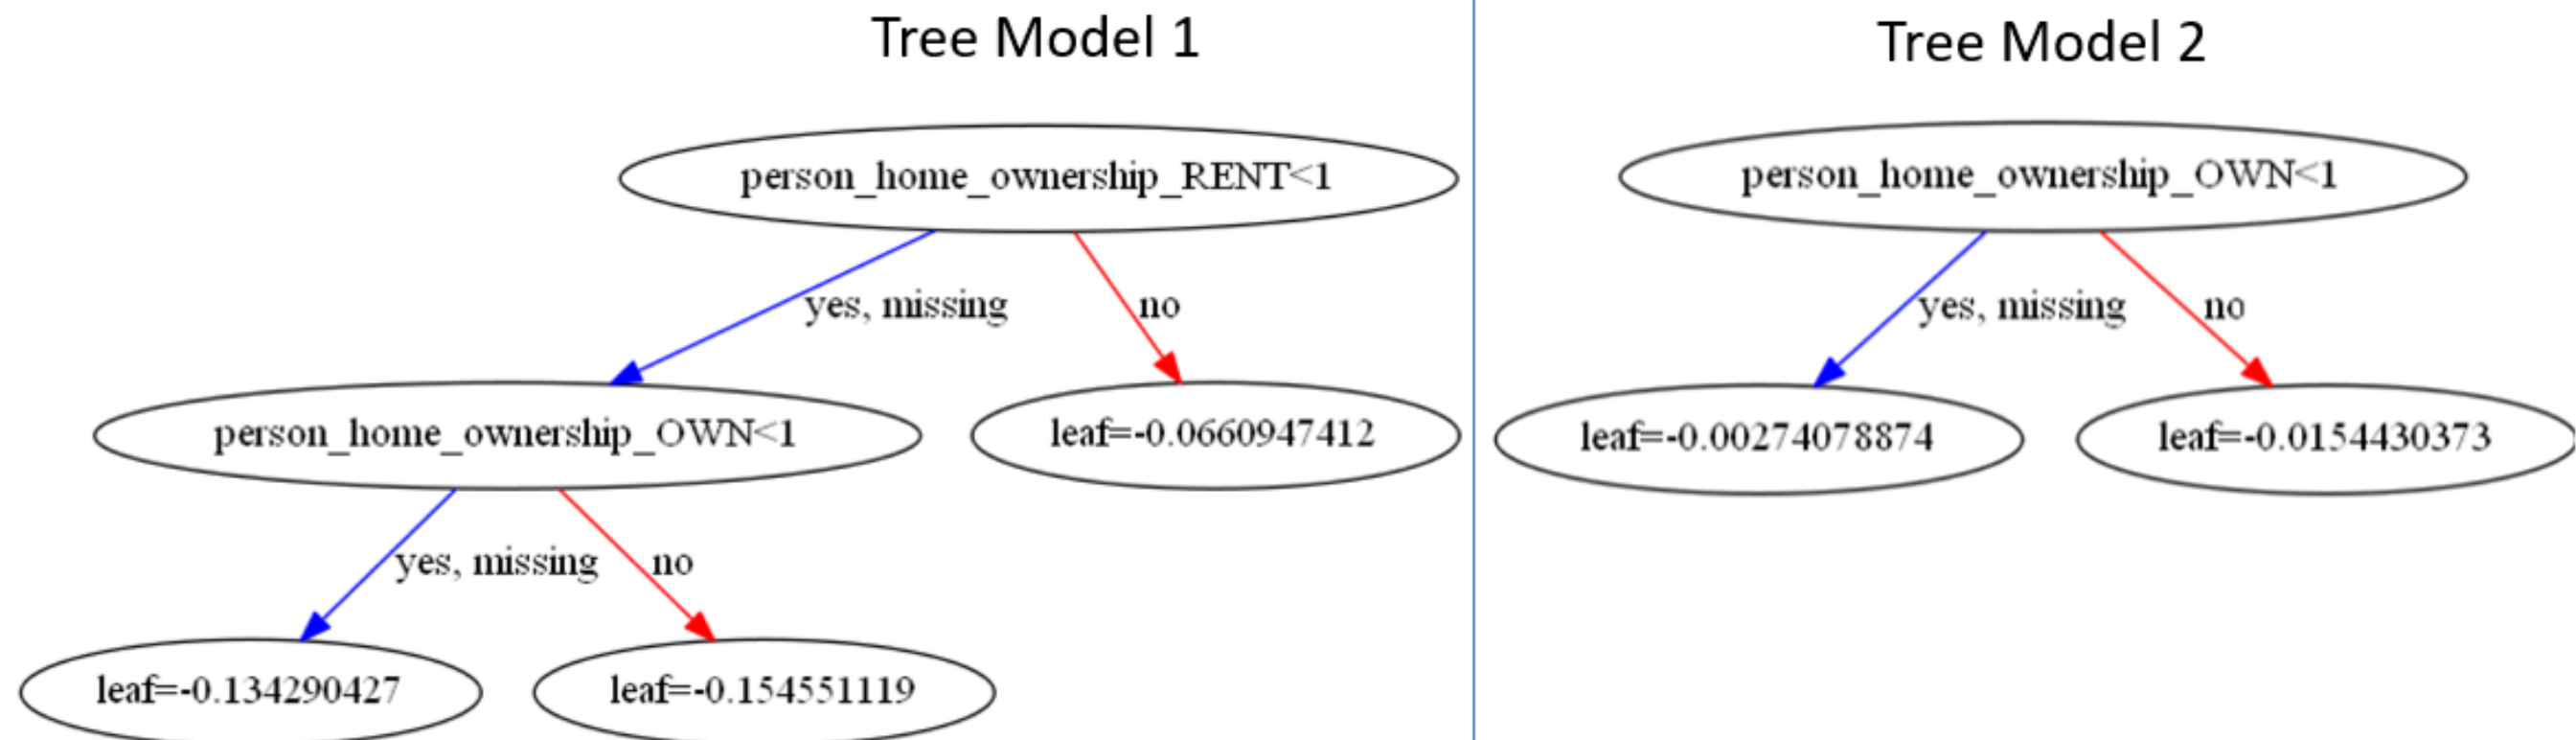 Tree Model 1
person_home_ownership_RENT<1
yes, missing
no
person_home_ownership_OWN<1
leaf=-0.0660947412
yes, missing
no
leaf=-0.134290427
leaf=-0.154551119
Tree Model 2
person_home_ownership_OWN<1
yes, missing
no
leaf=-0.00274078874
leaf=-0.0154430373